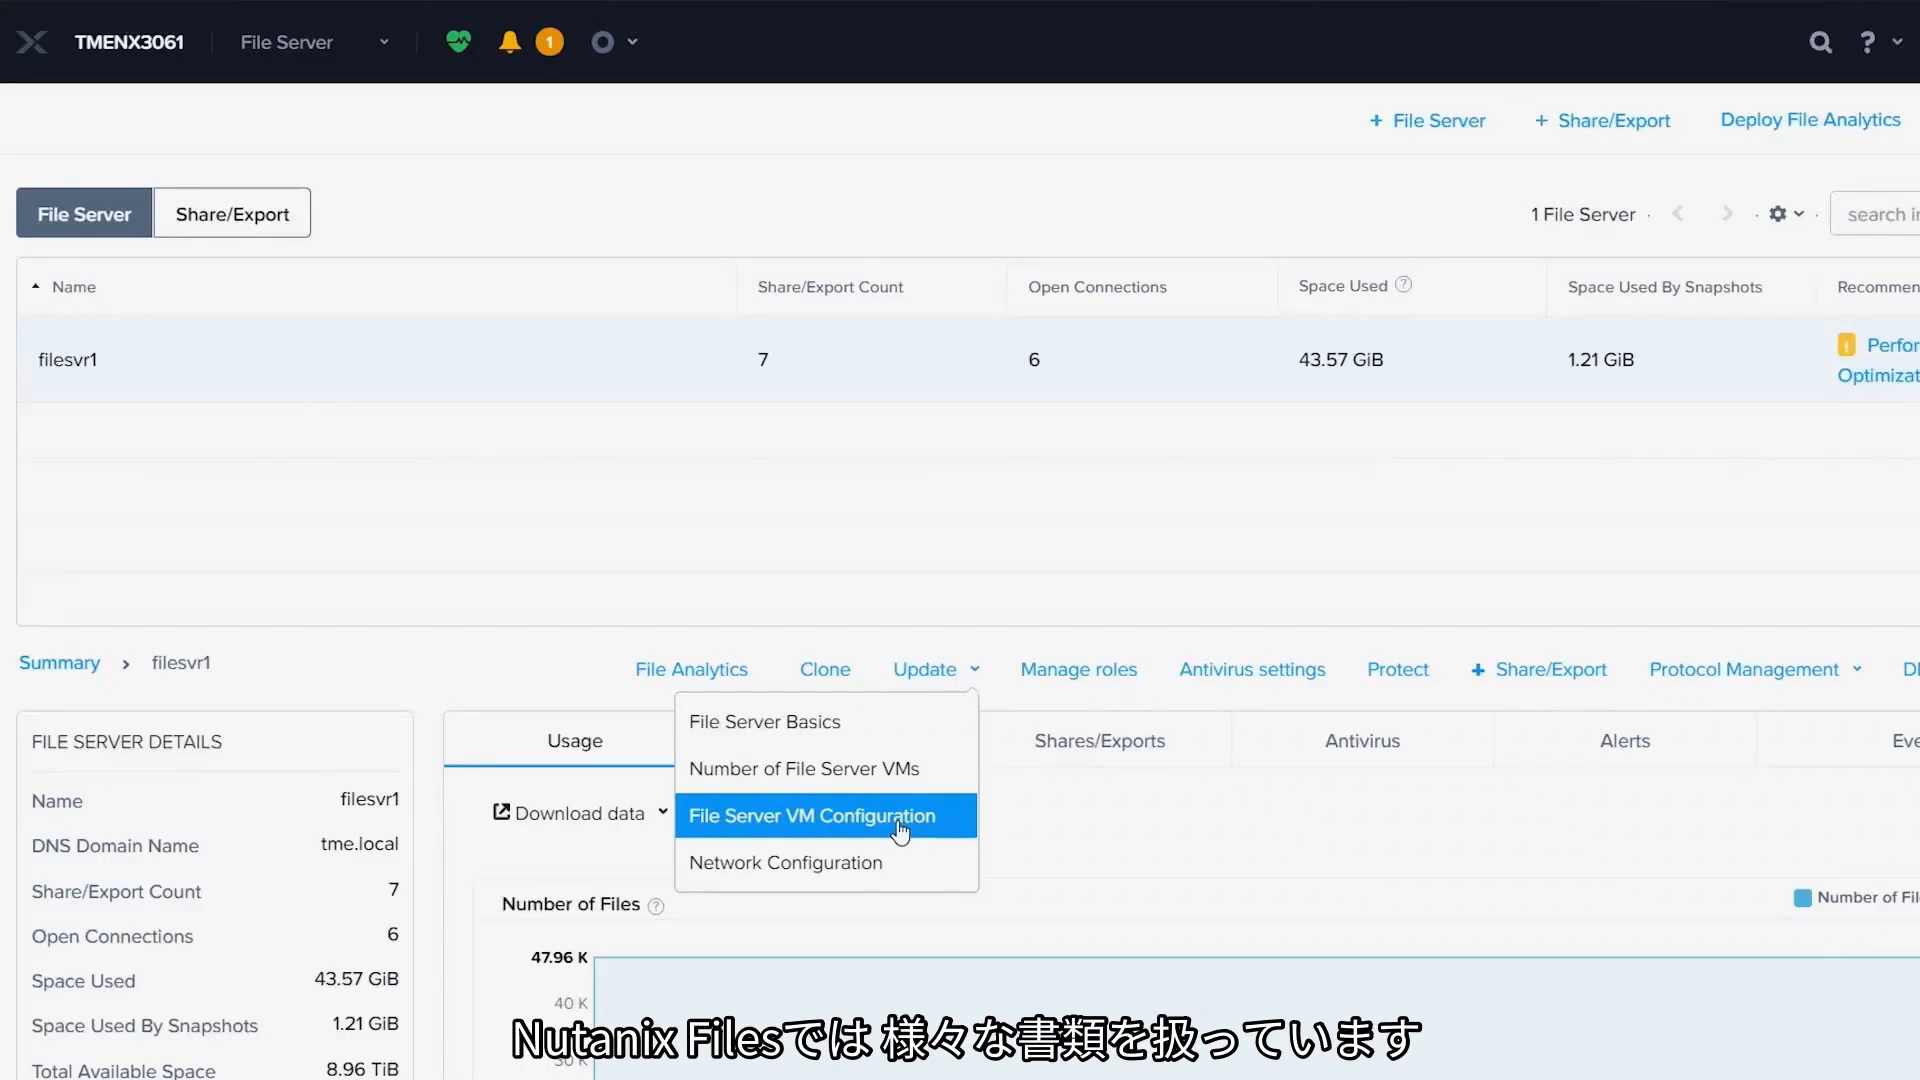 TMENX3061 File Server 1
+ File Server + Share/Export Deploy File Analytics
File Server Share/Export 1 File Server search i
Name Share/Export Count Open Connections Space Used ? Space Used By Snapshots Recommen
filesvr1 7 6 43.57 GiB 1.21 GiB Perfor
Optimizat
Summary > filesvr1 File Analytics Clone Update Manage roles Antivirus settings Protect + Share/Export Protocol Management
File Server Basics
Number of File Server VMs
File Server VM Configuration
Network Configuration
FILE SERVER DETAILS
Name filesvr1
DNS Domain Name tme.local
Share/Export Count 7
Open Connections 6
Space Used 43.57 GiB
Space Used By Snapshots 1.21 GiB
Total Available Space 8.96 TiB
Usage Shares/Exports Antivirus Alerts Eve
Download data
Number of Files ? Number of Fil
47.96 K
40 K
30 K
Nutanix Filesでは 様々な書類を扱っています